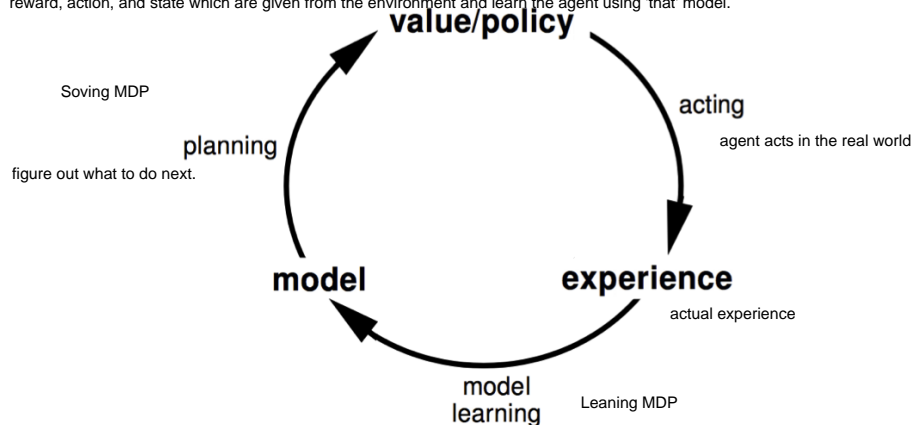 reward, action, and state which are given from the environment and learn the agent using 'that' model.
value/policy
Soving MDP
acting
planning
agent acts in the real world
figure out what to do next.
model
experience
actual experience
model
learning
Leaning MDP